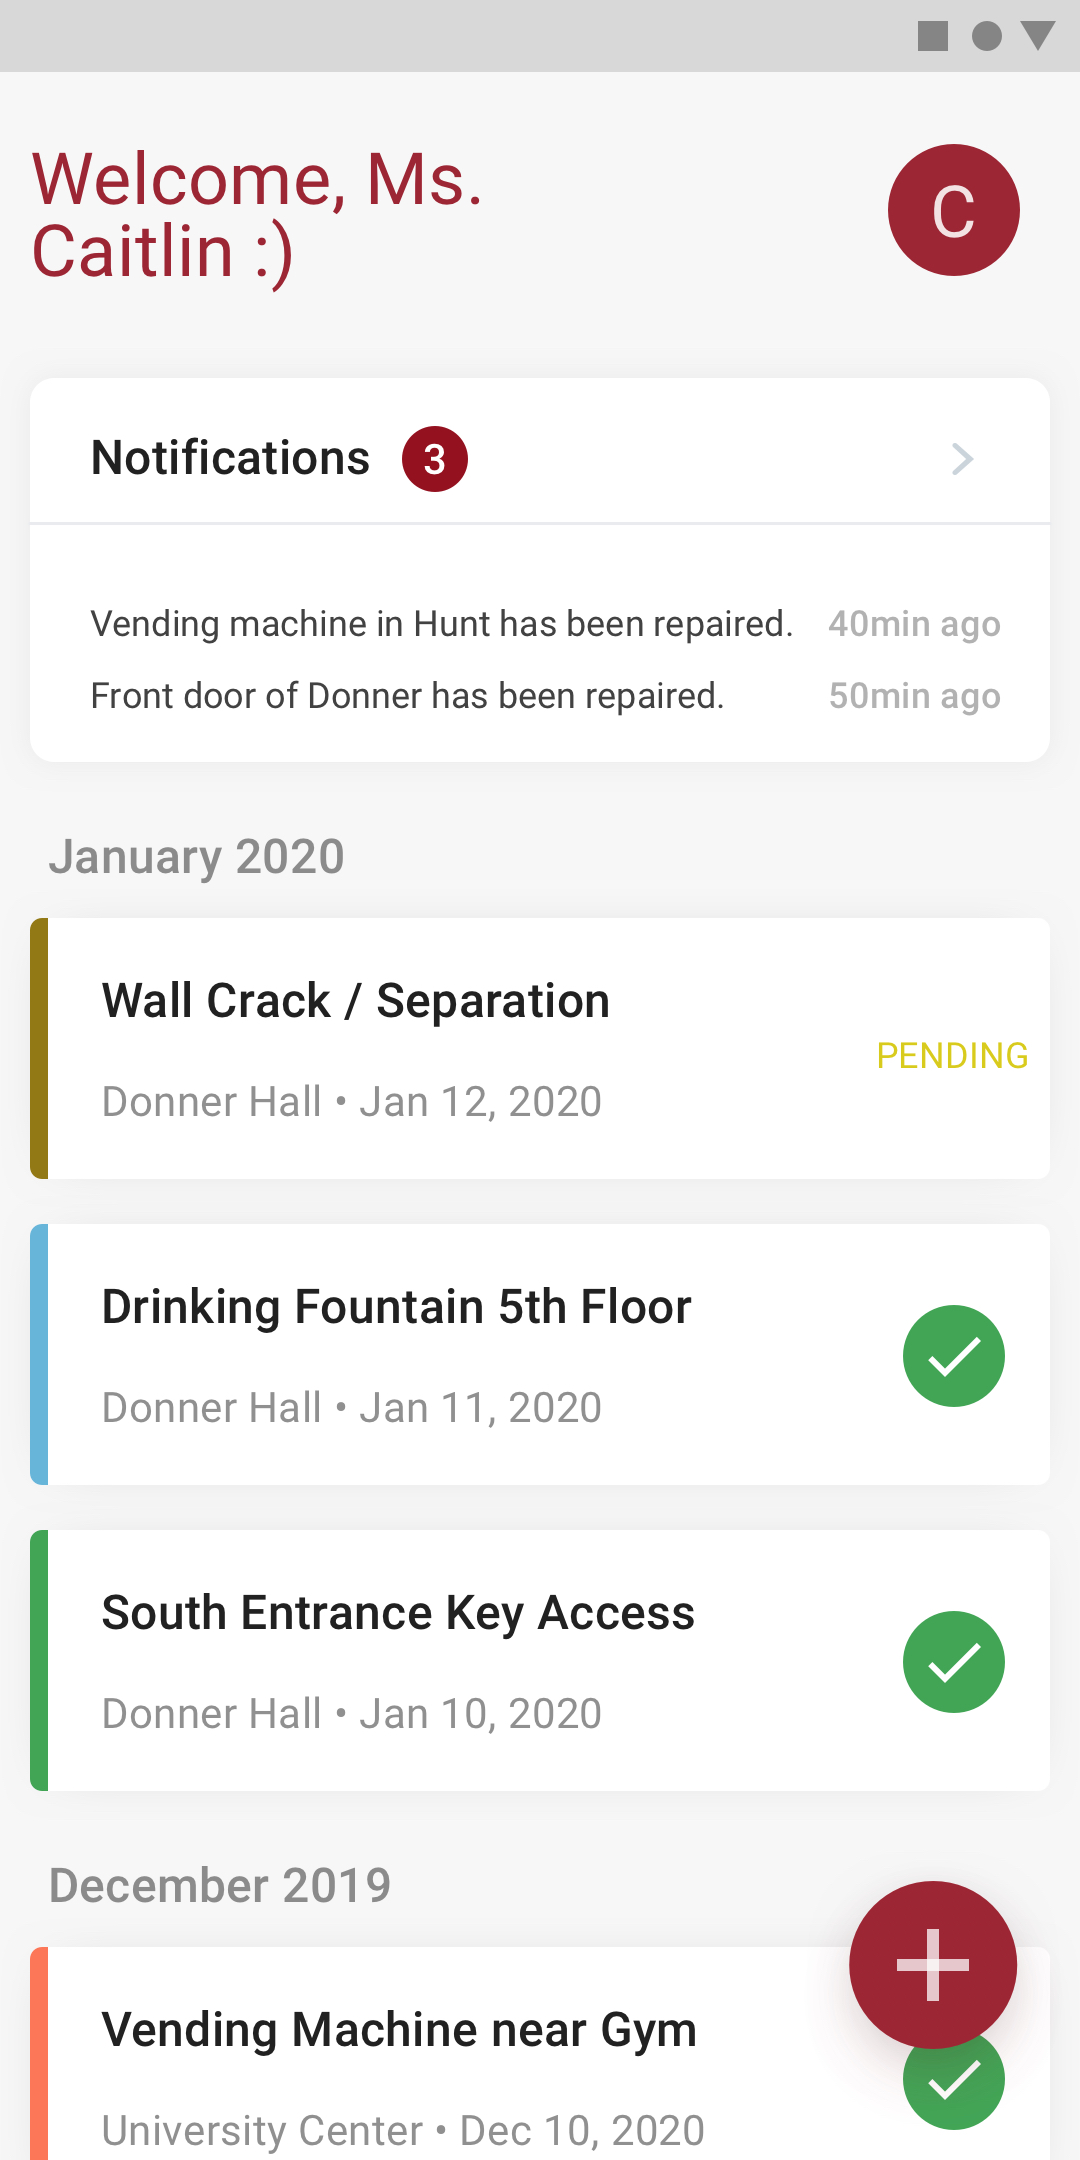 Welcome, Ms.
Caitlin :)
C
Notifications 3
Vending machine in Hunt has been repaired. 40min ago
Front door of Donner has been repaired. 50min ago
January 2020
Wall Crack / Separation
PENDING
Donner Hall • Jan 12, 2020
Drinking Fountain 5th Floor
Donner Hall • Jan 11, 2020
South Entrance Key Access
Donner Hall • Jan 10, 2020
December 2019
Vending Machine near Gym
University Center • Dec 10, 2020